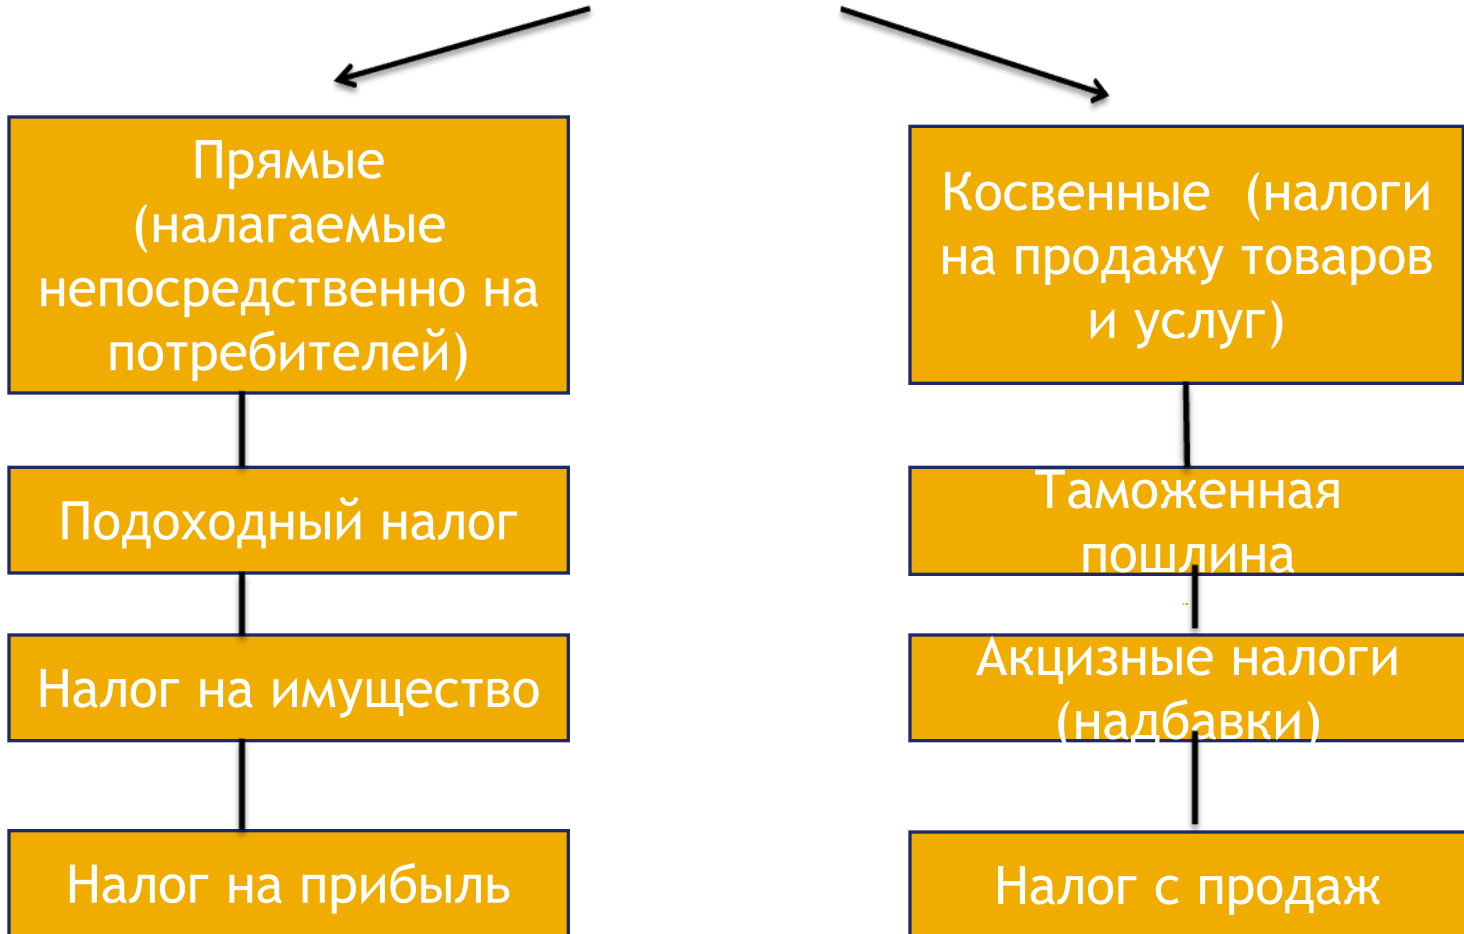 Прямые
(налагаемые
непосредственно на
потребителей)
Подоходный налог
Налог на имущество
Налог на прибыль
Косвенные (налоги
на продажу товаров
и услуг)
Таможенная
пошлина
Акцизные налоги
(надбавки)
Налог с продаж